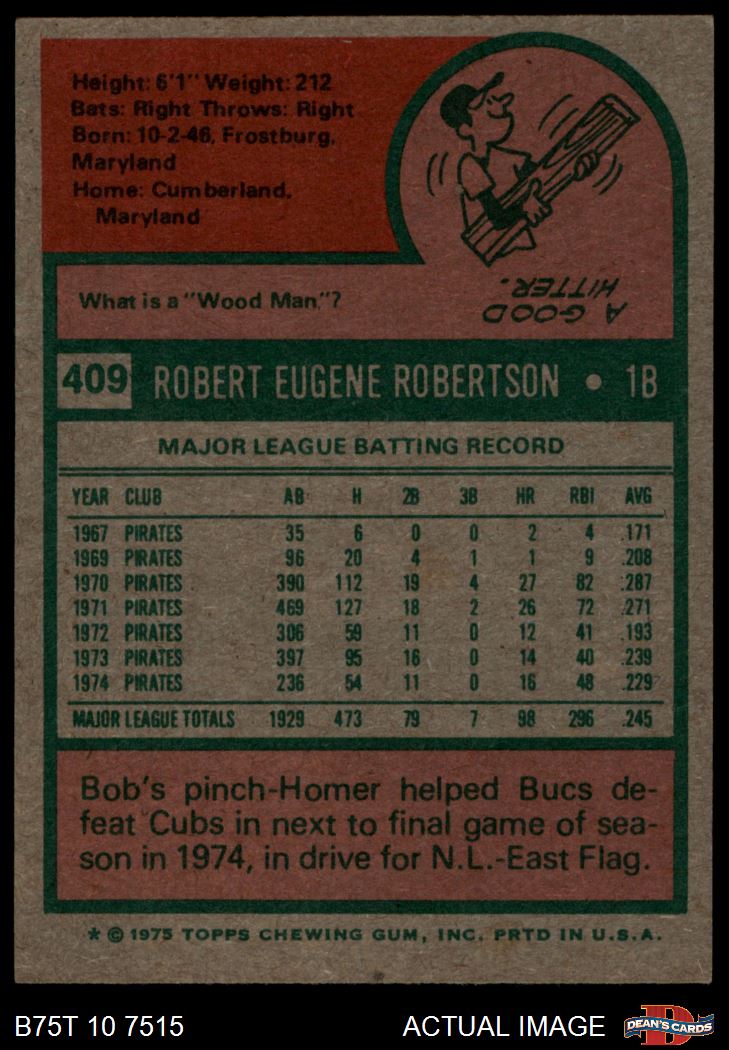 Height: 6'1" Weight: 212
Bats: Right Throws: Right
Born: 10-2-46, Frostburg,
Maryland
Home: Cumberland,
Maryland
What is a "Wood Man"?
A GOOD
HITTER.
409 ROBERT EUGENE ROBERTSON • 1B
MAJOR LEAGUE BATTING RECORD
YEAR CLUB AB H 2B 3B HR RBI AVG
1967 PIRATES 35 6 0 0 2 4 .171
1969 PIRATES 96 20 4 1 1 9 .208
1970 PIRATES 390 112 19 4 27 82 .287
1971 PIRATES 469 127 18 2 26 72 .271
1972 PIRATES 306 59 11 0 12 41 .193
1973 PIRATES 397 95 16 0 14 40 .239
1974 PIRATES 236 54 11 0 16 48 .229
MAJOR LEAGUE TOTALS 1929 473 79 7 98 296 .245
Bob's pinch-Homer helped Bucs de-
feat Cubs in next to final game of sea-
son in 1974, in drive for N.L.-East Flag.
* © 1975 TOPPS CHEWING GUM, INC. PRTD IN U.S.A.
B75T 10 7515 ACTUAL IMAGE D DEAN'S CARDS